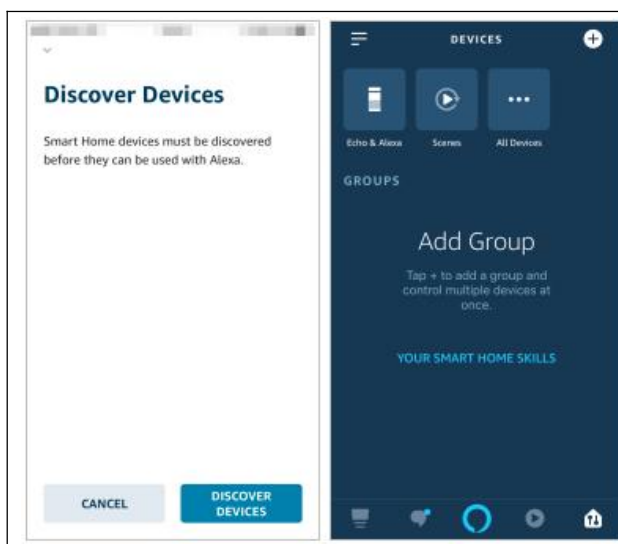 Discover Devices
Smart Home devices must be discovered
before they can be used with Alexa.
CANCEL
DISCOVER
DEVICES
DEVICES
Echo & Alexa
Scenes
All Devices
GROUPS
Add Group
Tap + to add a group and
control multiple devices at
once.
YOUR SMART HOME SKILLS